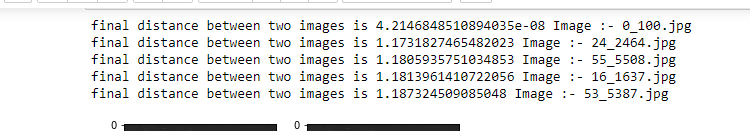 final distance between two images is 4.2146848510894035e-08 Image :- 0_100.jpg
final distance between two images is 1.1731827465482023 Image :- 24_2464.jpg
final distance between two images is 1.1805935751034853 Image :- 55_5508.jpg
final distance between two images is 1.1813961410722056 Image :- 16_1637.jpg
final distance between two images is 1.187324509085048 Image :- 53_5387.jpg
0 0